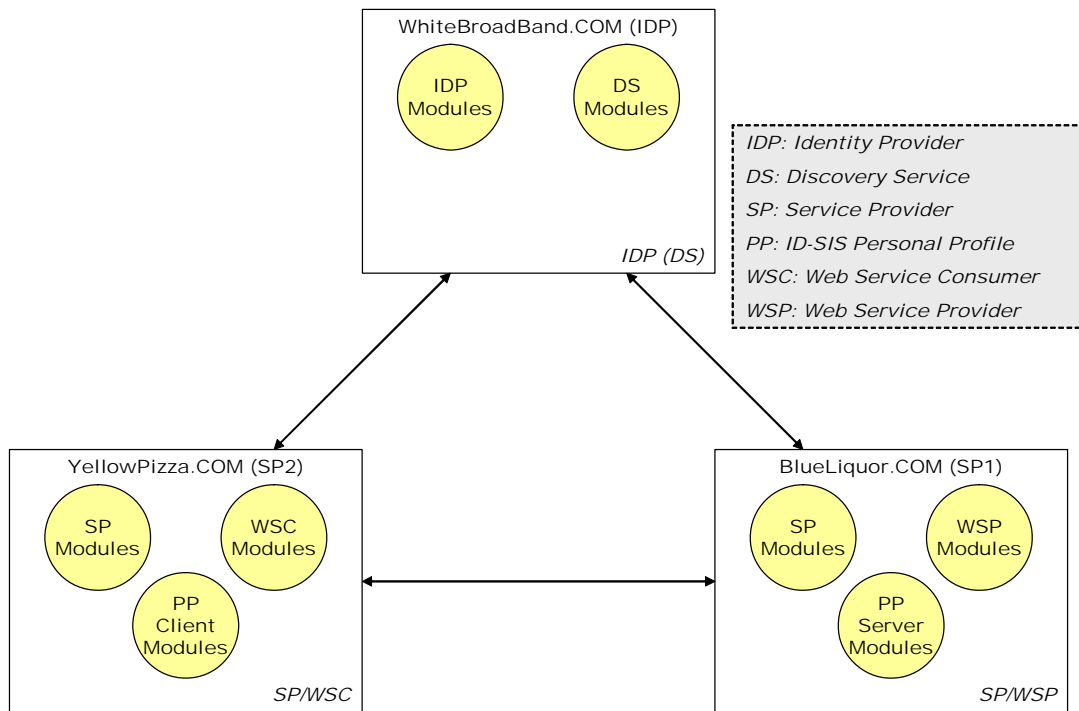 WhiteBroadBand.COM (IDP)
IDP
Modules
DS
Modules
IDP (DS)
IDP: Identity Provider
DS: Discovery Service
SP: Service Provider
PP: ID-SIS Personal Profile
WSC: Web Service Consumer
WSP: Web Service Provider
YellowPizza.COM (SP2)
SP
Modules
WSC
Modules
PP
Client
Modules
SP/WSC
BlueLiquor.COM (SP1)
SP
Modules
WSP
Modules
PP
Server
Modules
SP/WSP